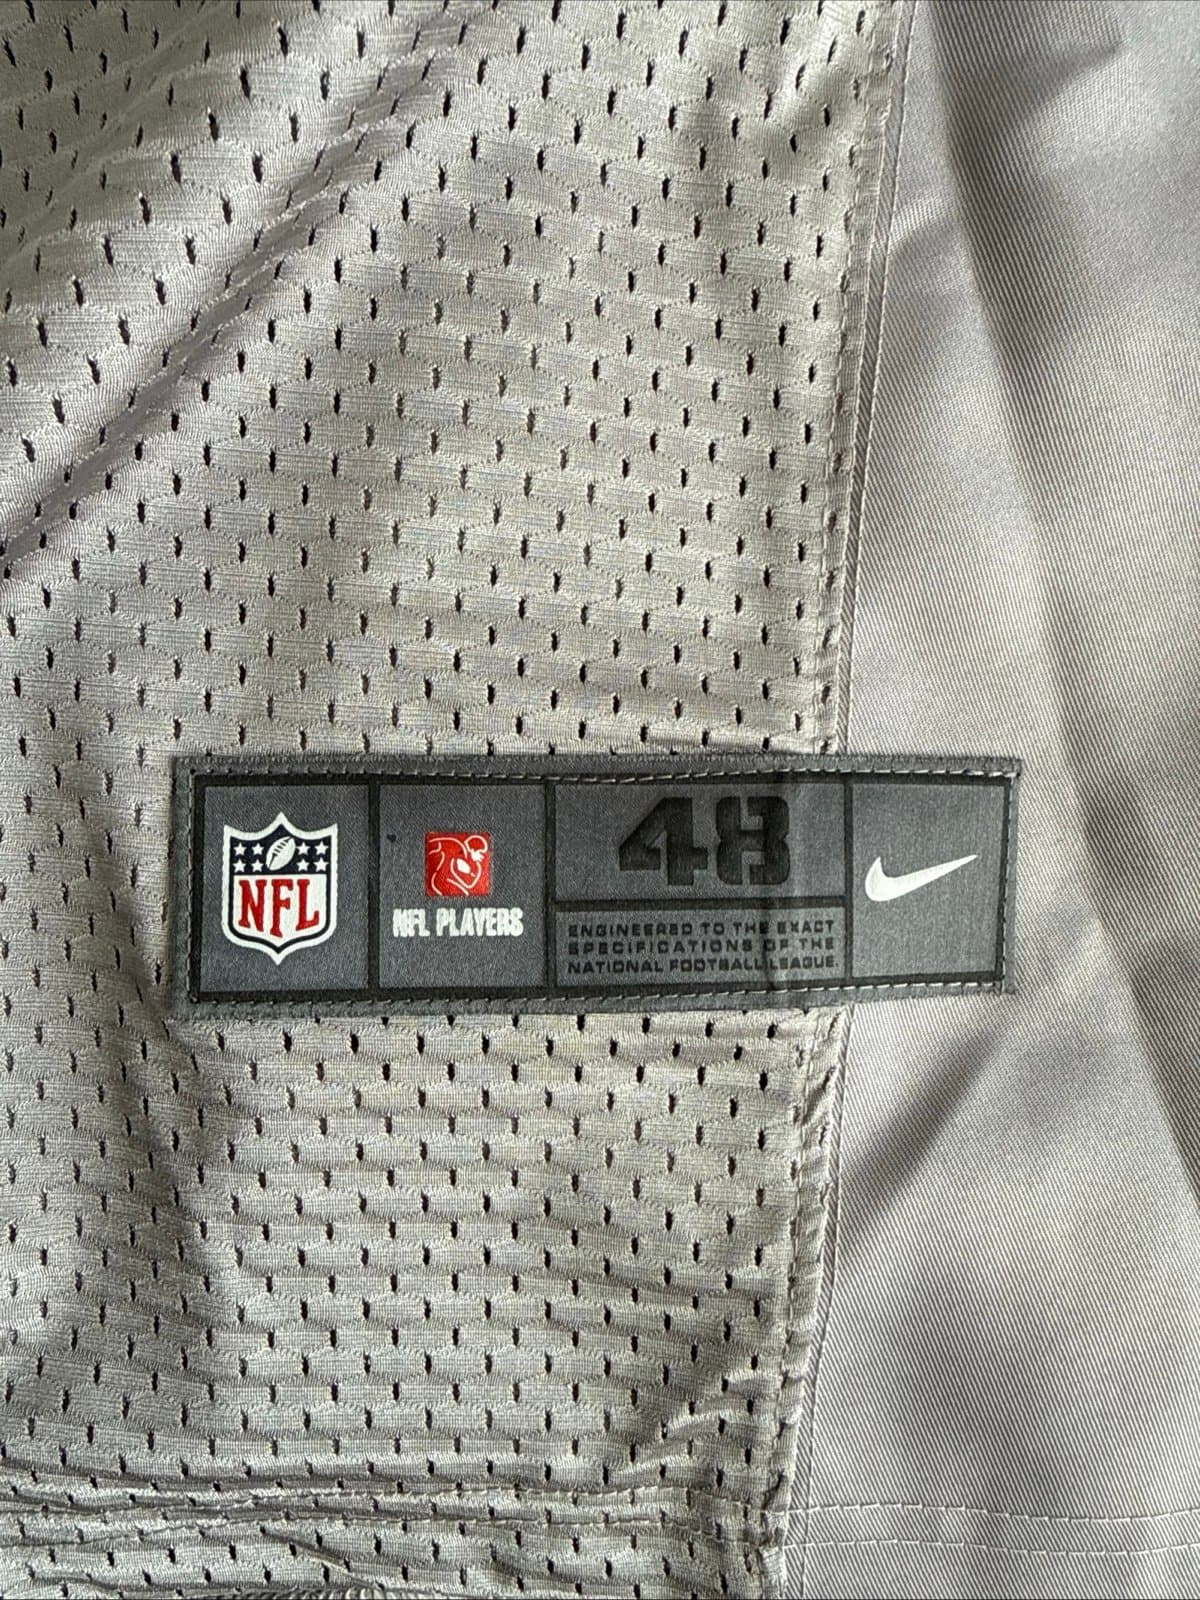 NFL
NFL PLAYERS
48
ENGINEERED TO THE EXACT
SPECIFICATIONS OF THE
NATIONAL FOOTBALL LEAGUE.